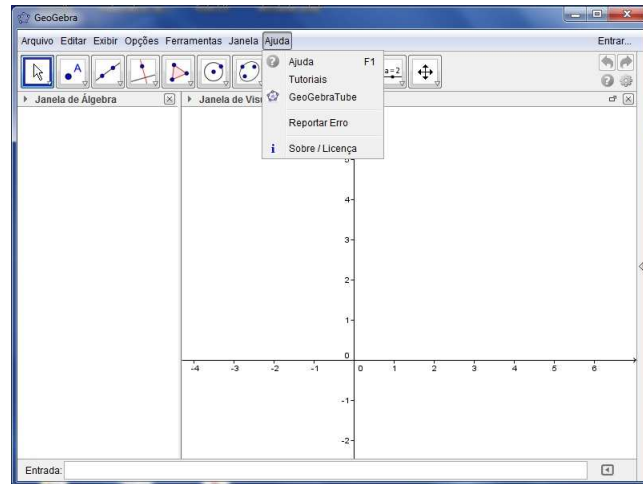 GeoGebra
Arquivo Editar Exibir Opções Ferramentas Janela Ajuda Entrar...
A a=2
Ajuda F1
Tutoriais
GeoGebraTube
Reportar Erro
Sobre / Licença
Janela de Álgebra Janela de
5
4
3
2
1
0
-4 -3 -2 -1 0 1 2 3 4 5 6
-1
-2
Entrada: